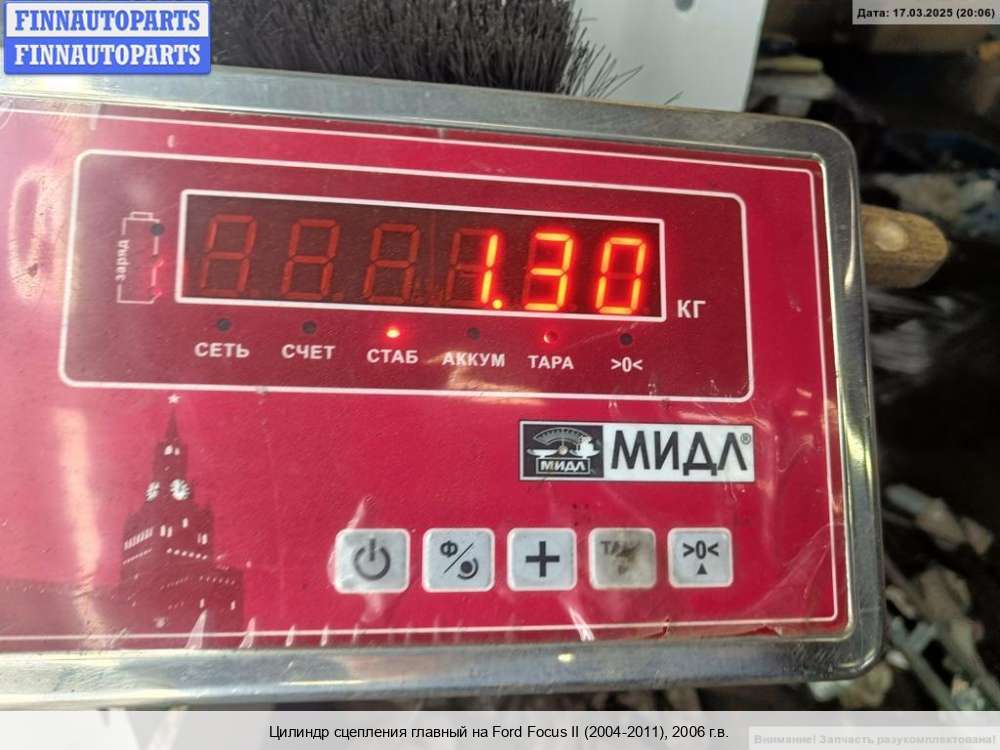 FINNAUTOPARTS
FINNAUTOPARTS
Дата: 17.03.2025 (20:06)
заряд
1.30
КГ
СЕТЬ СЧЕТ СТАБ АККУМ ТАРА >0<
МИДЛ МИДЛ®
Ф
+
>0<
Цилиндр сцепления главный на Ford Focus II (2004-2011), 2006 г.в.
Внимание! Запчасть разукомплектована!